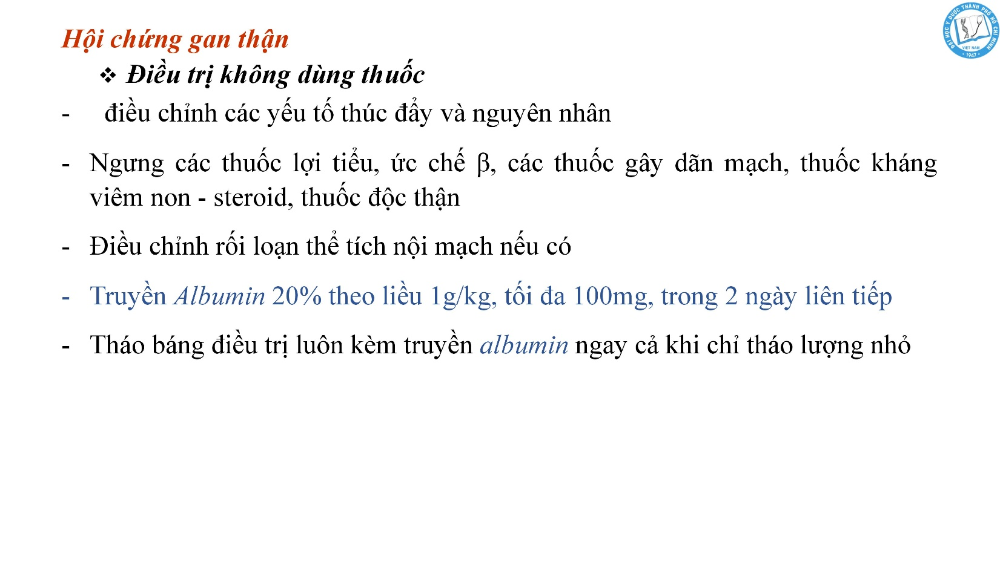 ĐẠI HỌC Y DƯỢC THÀNH PHỐ HỒ CHÍ MINH
VIỆT NAM
1947
Hội chứng gan thận
❖ Điều trị không dùng thuốc
- điều chỉnh các yếu tố thúc đẩy và nguyên nhân
- Ngưng các thuốc lợi tiểu, ức chế β, các thuốc gây dãn mạch, thuốc kháng
viêm non - steroid, thuốc độc thận
- Điều chỉnh rối loạn thể tích nội mạch nếu có
- Truyền Albumin 20% theo liều 1g/kg, tối đa 100mg, trong 2 ngày liên tiếp
- Tháo báng điều trị luôn kèm truyền albumin ngay cả khi chỉ tháo lượng nhỏ